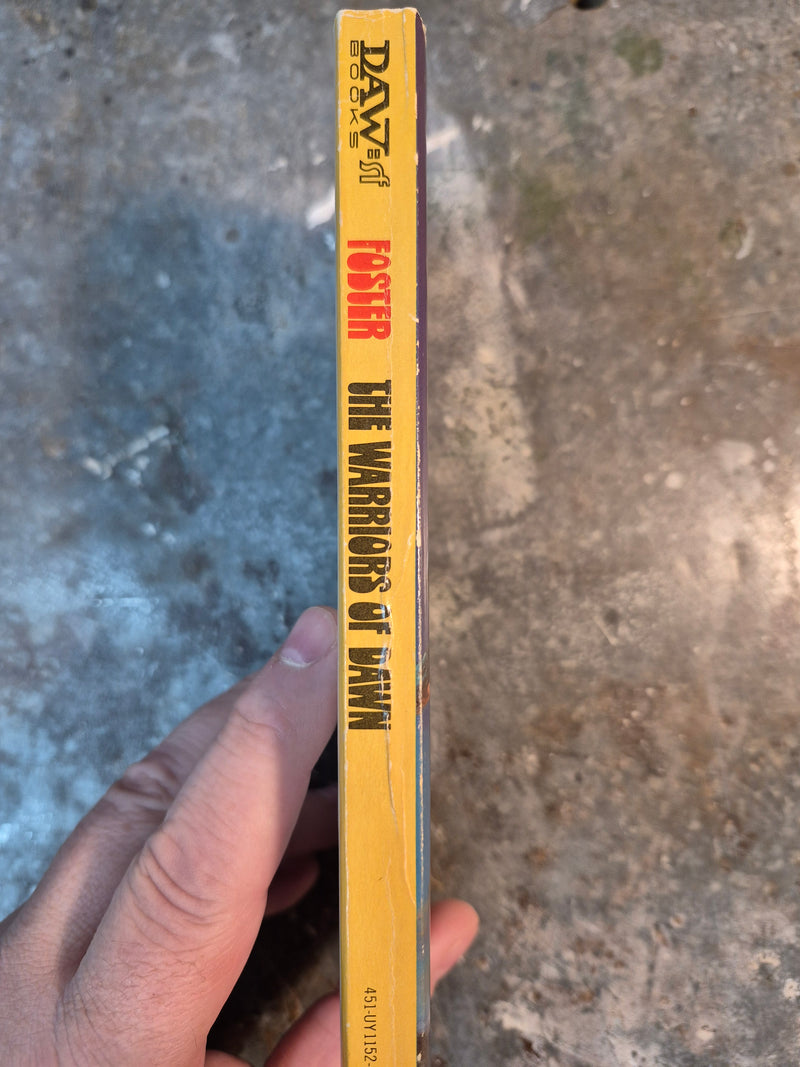 DAW=sf
BOOKS
FOSTER
THE WARRIORS OF DAWN
451-UY1152-